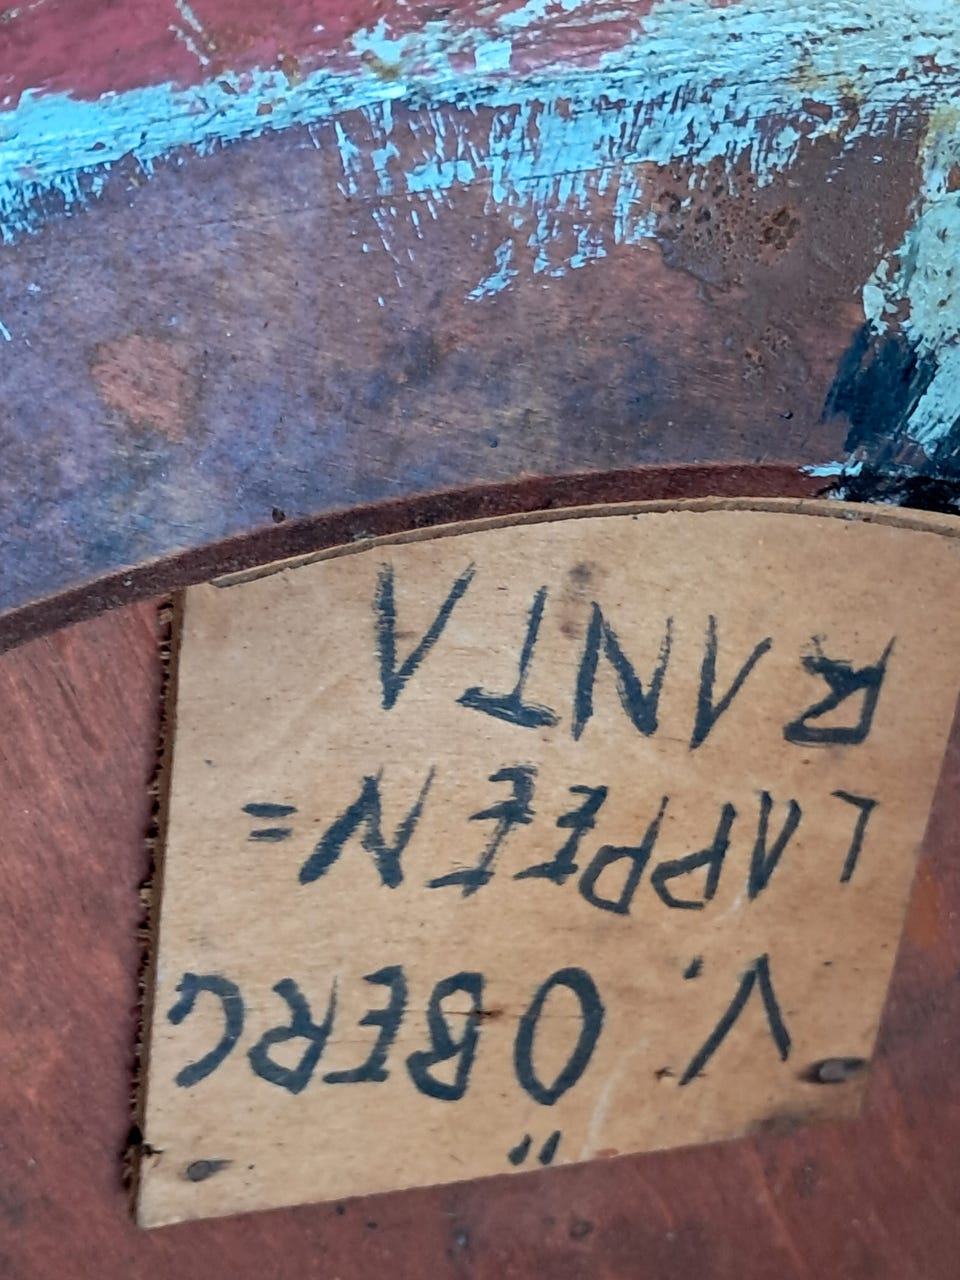 V. ÖBERG
LAPPEEN=
RANTA